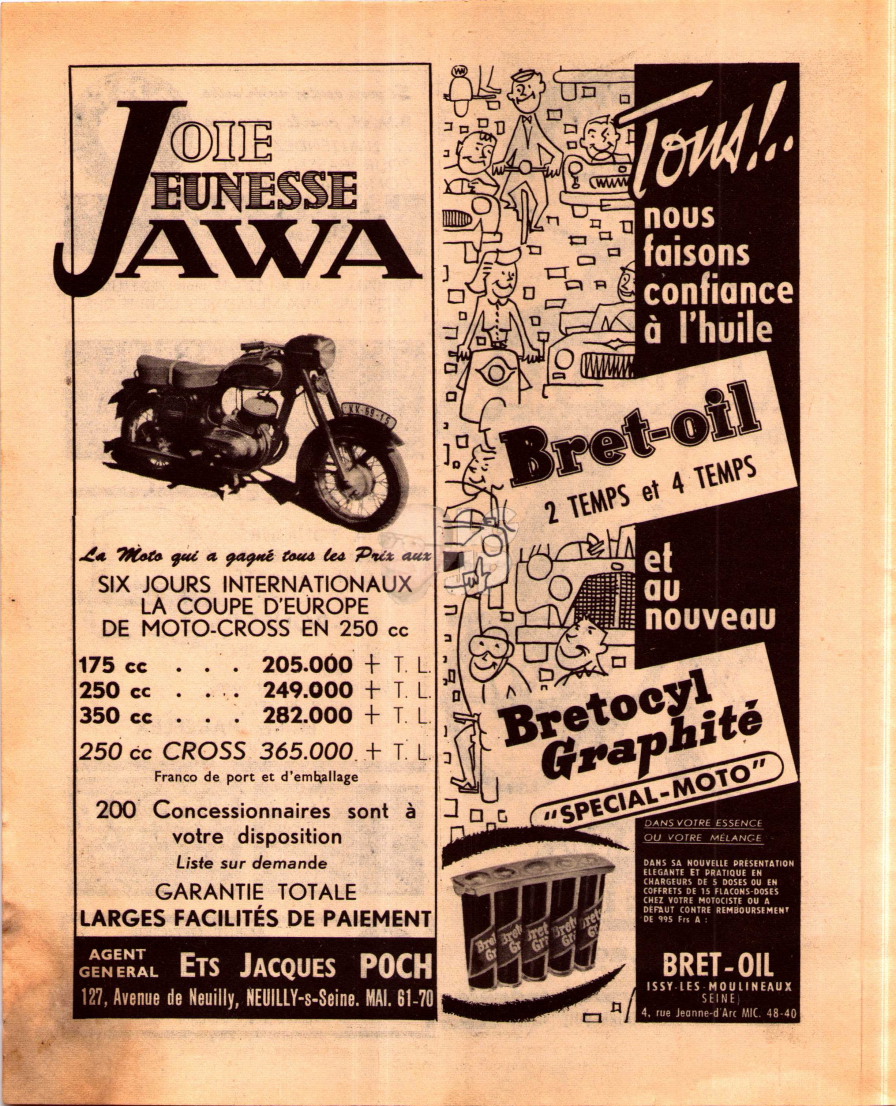 JOIE
JEUNESSE
JAWA
KK-69-15
La Moto qui a gagné tous les Prix aux
SIX JOURS INTERNATIONAUX
LA COUPE D'EUROPE
DE MOTO-CROSS EN 250 cc
175 cc . . . 205.000 + T. L.
250 cc . . . 249.000 + T. L.
350 cc . . . 282.000 + T. L.
250 cc CROSS 365.000 + T. L.
Franco de port et d'emballage
200 Concessionnaires sont à
votre disposition
Liste sur demande
GARANTIE TOTALE
LARGES FACILITÉS DE PAIEMENT
AGENT
GENERAL ETS JACQUES POCH
127, Avenue de Neuilly, NEUILLY-s-Seine. MAI. 61-70
Tous!..
nous
faisons
confiance
à l'huile
Bret-oil
2 TEMPS et 4 TEMPS
et
au
nouveau
Bretocyl
Graphité
"SPECIAL-MOTO"
DANS VOTRE ESSENCE
OU VOTRE MÉLANGE
DANS SA NOUVELLE PRÉSENTATION
ELEGANTE ET PRATIQUE EN
CHARGEURS DE 5 DOSES OU EN
COFFRETS DE 15 FLACONS-DOSES
CHEZ VOTRE MOTOCISTE OU A
DEFAUT CONTRE REMBOURSEMENT
DE 995 Frs A :
BRET-OIL
ISSY-LES-MOULINEAUX
SEINE)
4, rue Jeanne-d'Arc MIC. 48-40